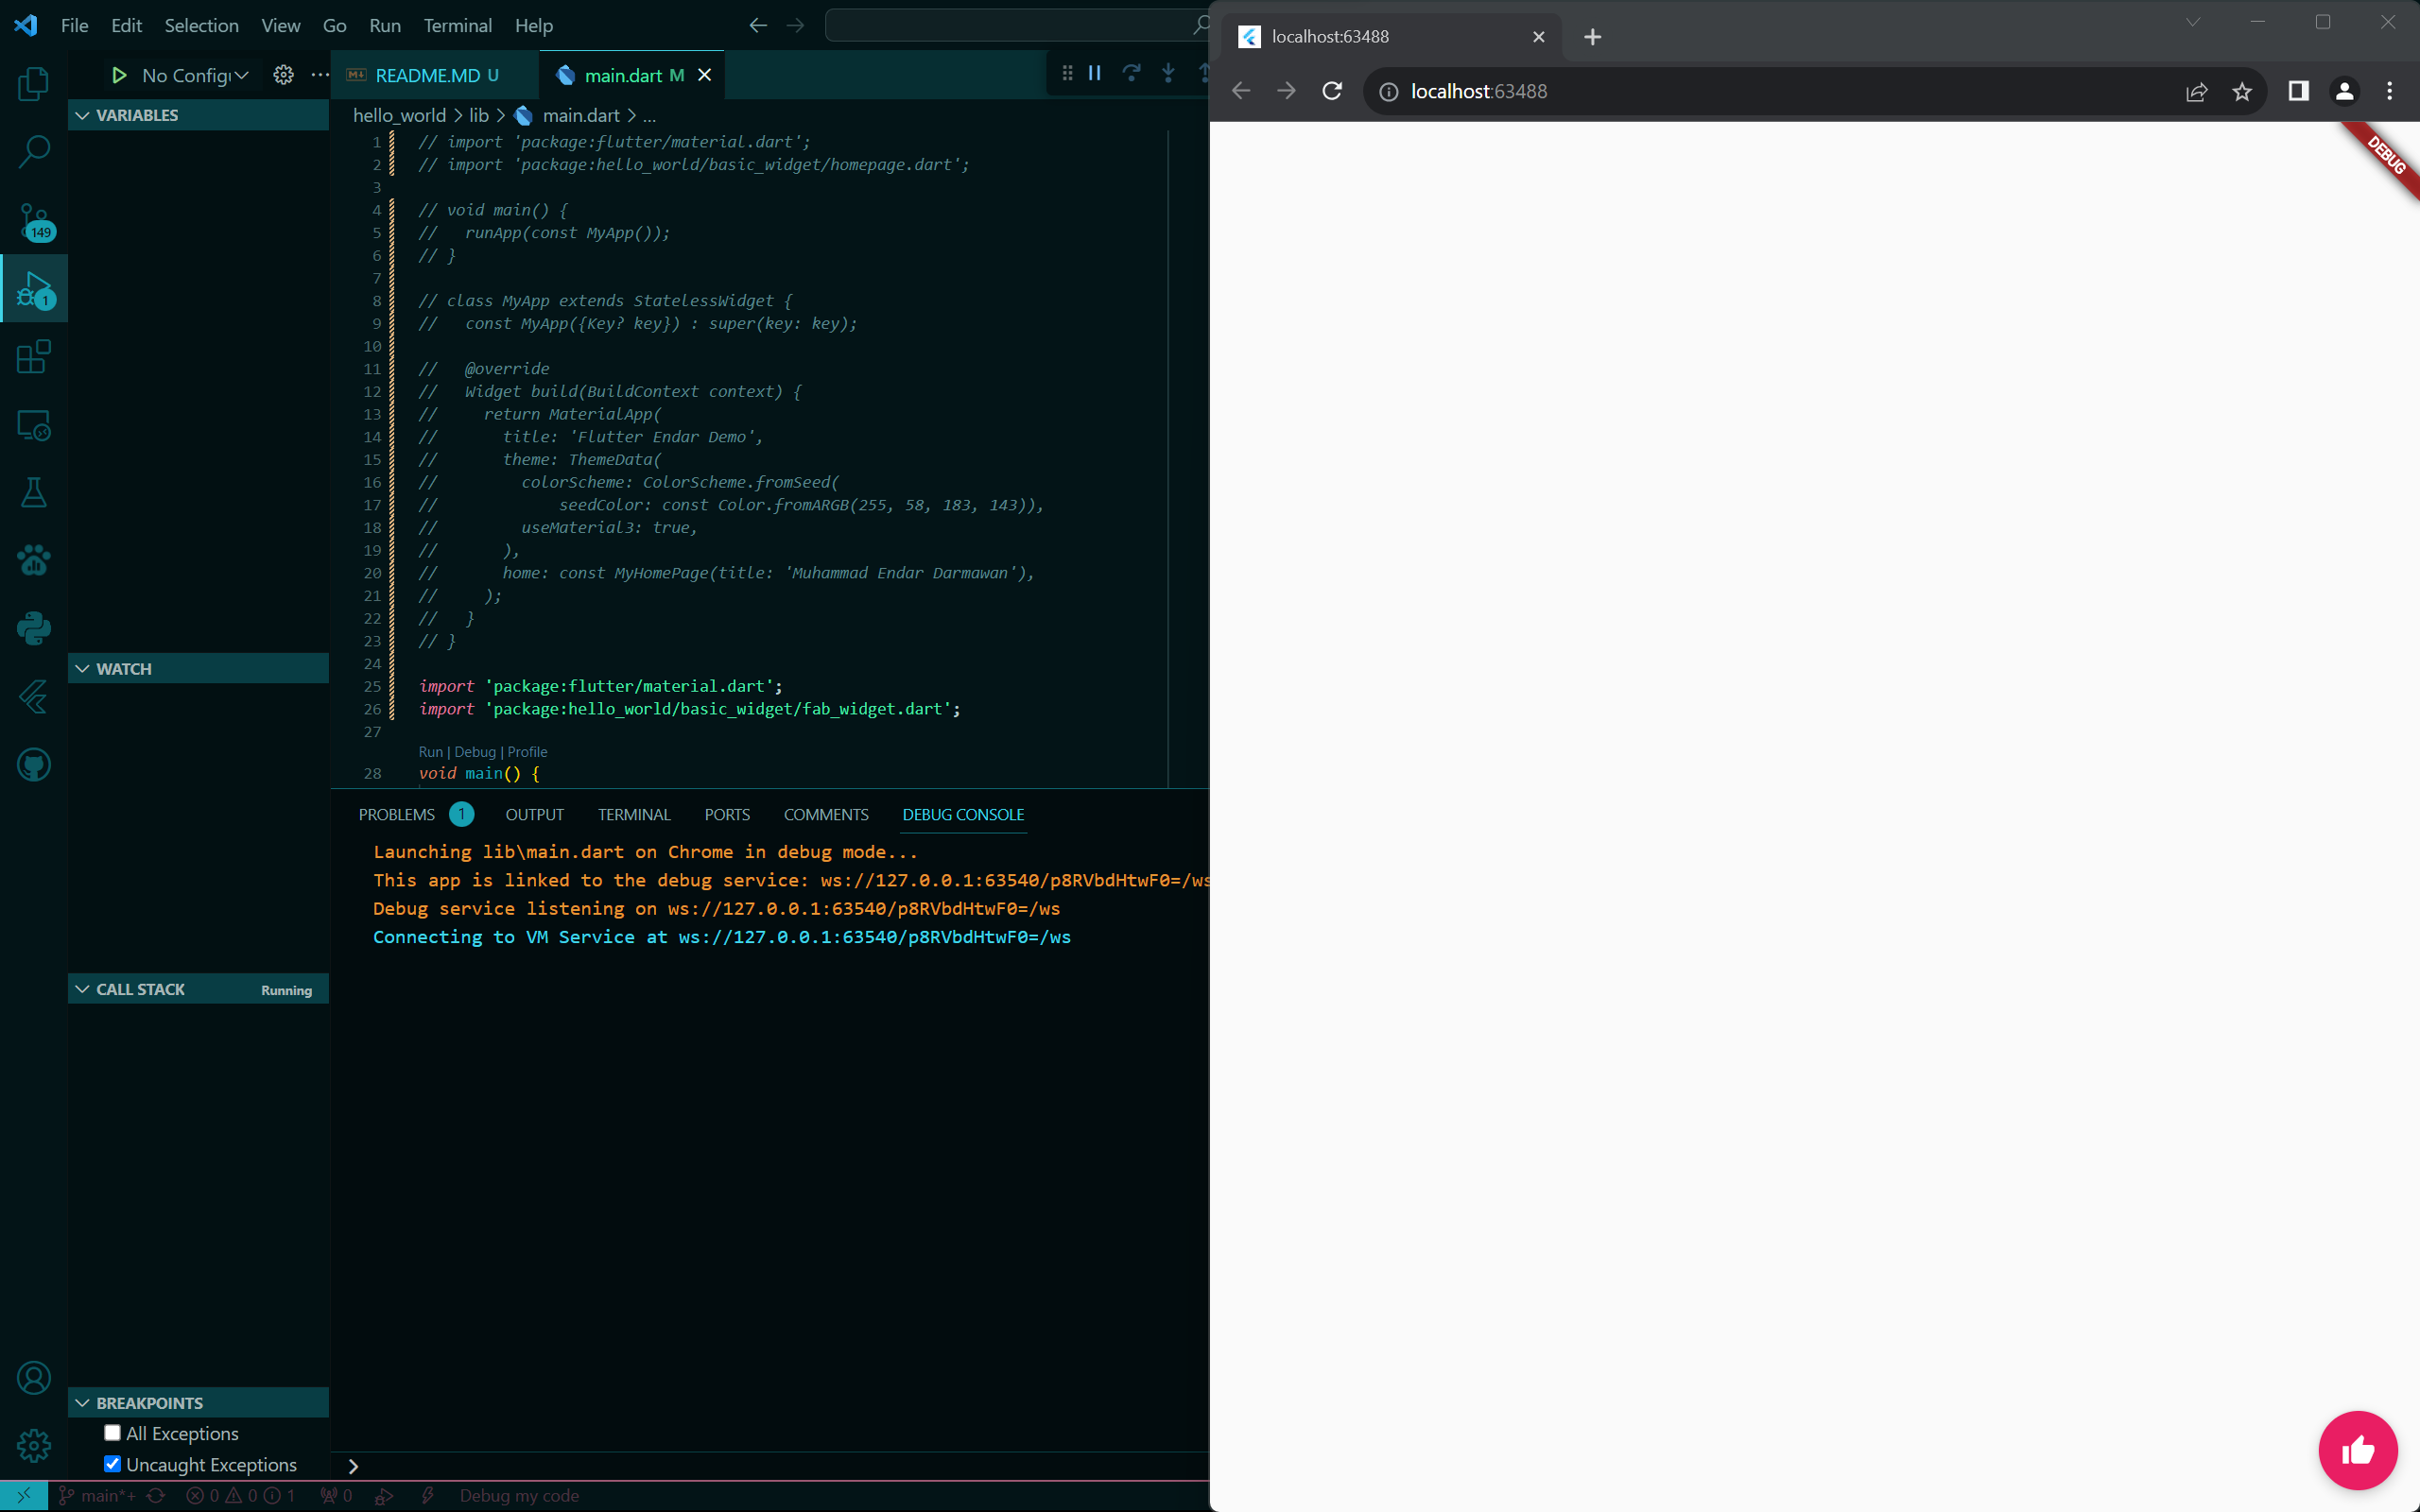 File Edit Selection View Go Run Terminal Help
No Config
README.MD U
main.dart M
VARIABLES
hello_world > lib > main.dart > ...
1 // import 'package:flutter/material.dart';
2 // import 'package:hello_world/basic_widget/homepage.dart';
3
4 // void main() {
5 //   runApp(const MyApp());
6 // }
7
8 // class MyApp extends StatelessWidget {
9 //   const MyApp({Key? key}) : super(key: key);
10
11 //   @override
12 //   Widget build(BuildContext context) {
13 //     return MaterialApp(
14 //       title: 'Flutter Endar Demo',
15 //       theme: ThemeData(
16 //         colorScheme: ColorScheme.fromSeed(
17 //             seedColor: const Color.fromARGB(255, 58, 183, 143)),
18 //         useMaterial3: true,
19 //       ),
20 //       home: const MyHomePage(title: 'Muhammad Endar Darmawan'),
21 //     );
22 //   }
23 // }
24
25 import 'package:flutter/material.dart';
26 import 'package:hello_world/basic_widget/fab_widget.dart';
27
Run | Debug | Profile
28 void main() {
149
1
WATCH
CALL STACK Running
BREAKPOINTS
All Exceptions
Uncaught Exceptions
PROBLEMS 1 OUTPUT TERMINAL PORTS COMMENTS DEBUG CONSOLE
Launching lib\main.dart on Chrome in debug mode...
This app is linked to the debug service: ws://127.0.0.1:63540/p8RVbdHtwF0=/ws
Debug service listening on ws://127.0.0.1:63540/p8RVbdHtwF0=/ws
Connecting to VM Service at ws://127.0.0.1:63540/p8RVbdHtwF0=/ws
>
main*+ 0 0 1 0 Debug my code
localhost:63488
localhost:63488
DEBUG